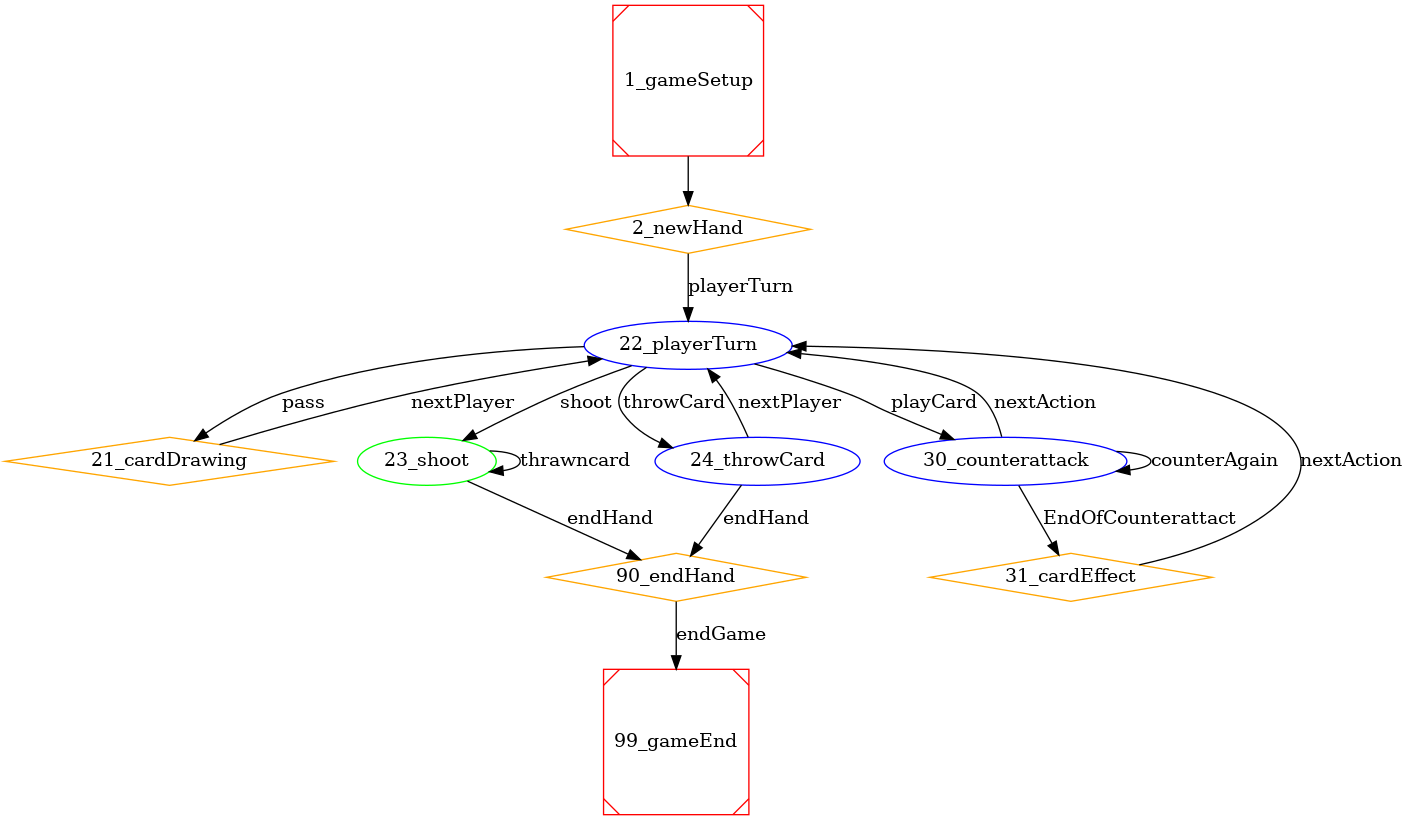 1_gameSetup
2_newHand
playerTurn
22_playerTurn
pass
nextPlayer
shoot
throwCard
nextPlayer
playCard
nextAction
21_cardDrawing
23_shoot
thrawncard
24_throwCard
30_counterattack
counterAgain
nextAction
endHand
endHand
EndOfCounterattact
90_endHand
31_cardEffect
endGame
99_gameEnd